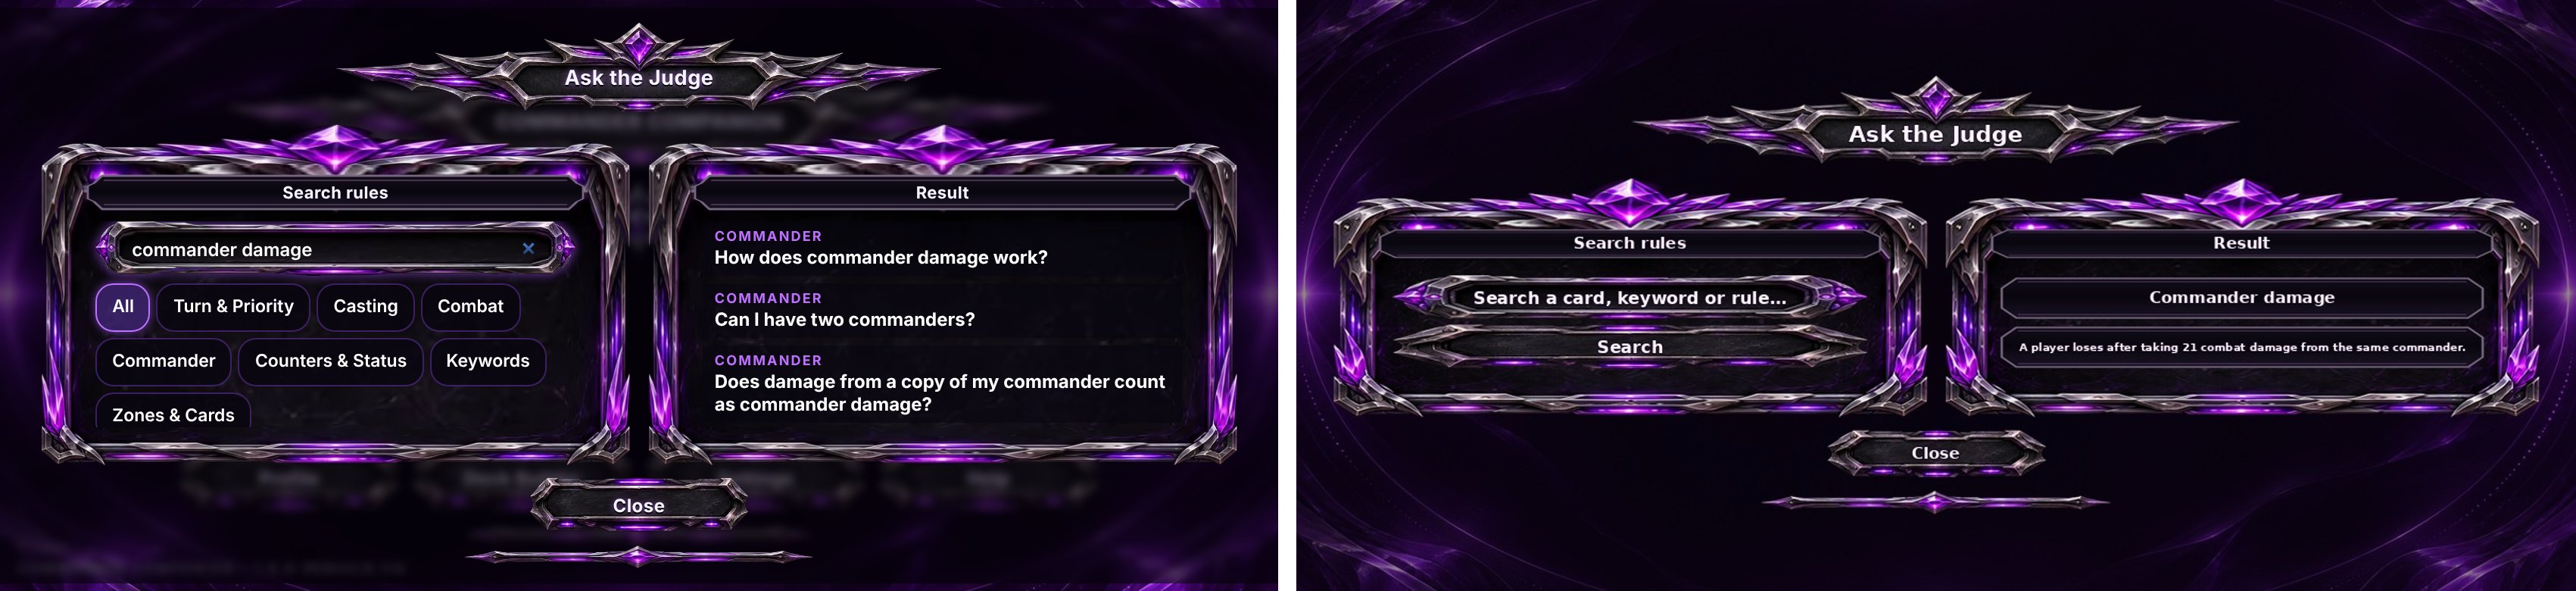 Ask the Judge
COMMANDER COMPANION
Search rules
commander damage
All
Turn & Priority
Casting
Combat
Commander
Counters & Status
Keywords
Zones & Cards
Result
COMMANDER
How does commander damage work?
COMMANDER
Can I have two commanders?
COMMANDER
Does damage from a copy of my commander count
as commander damage?
Close
Ask the Judge
Search rules
Search a card, keyword or rule...
Search
Result
Commander damage
A player loses after taking 21 combat damage from the same commander.
Close